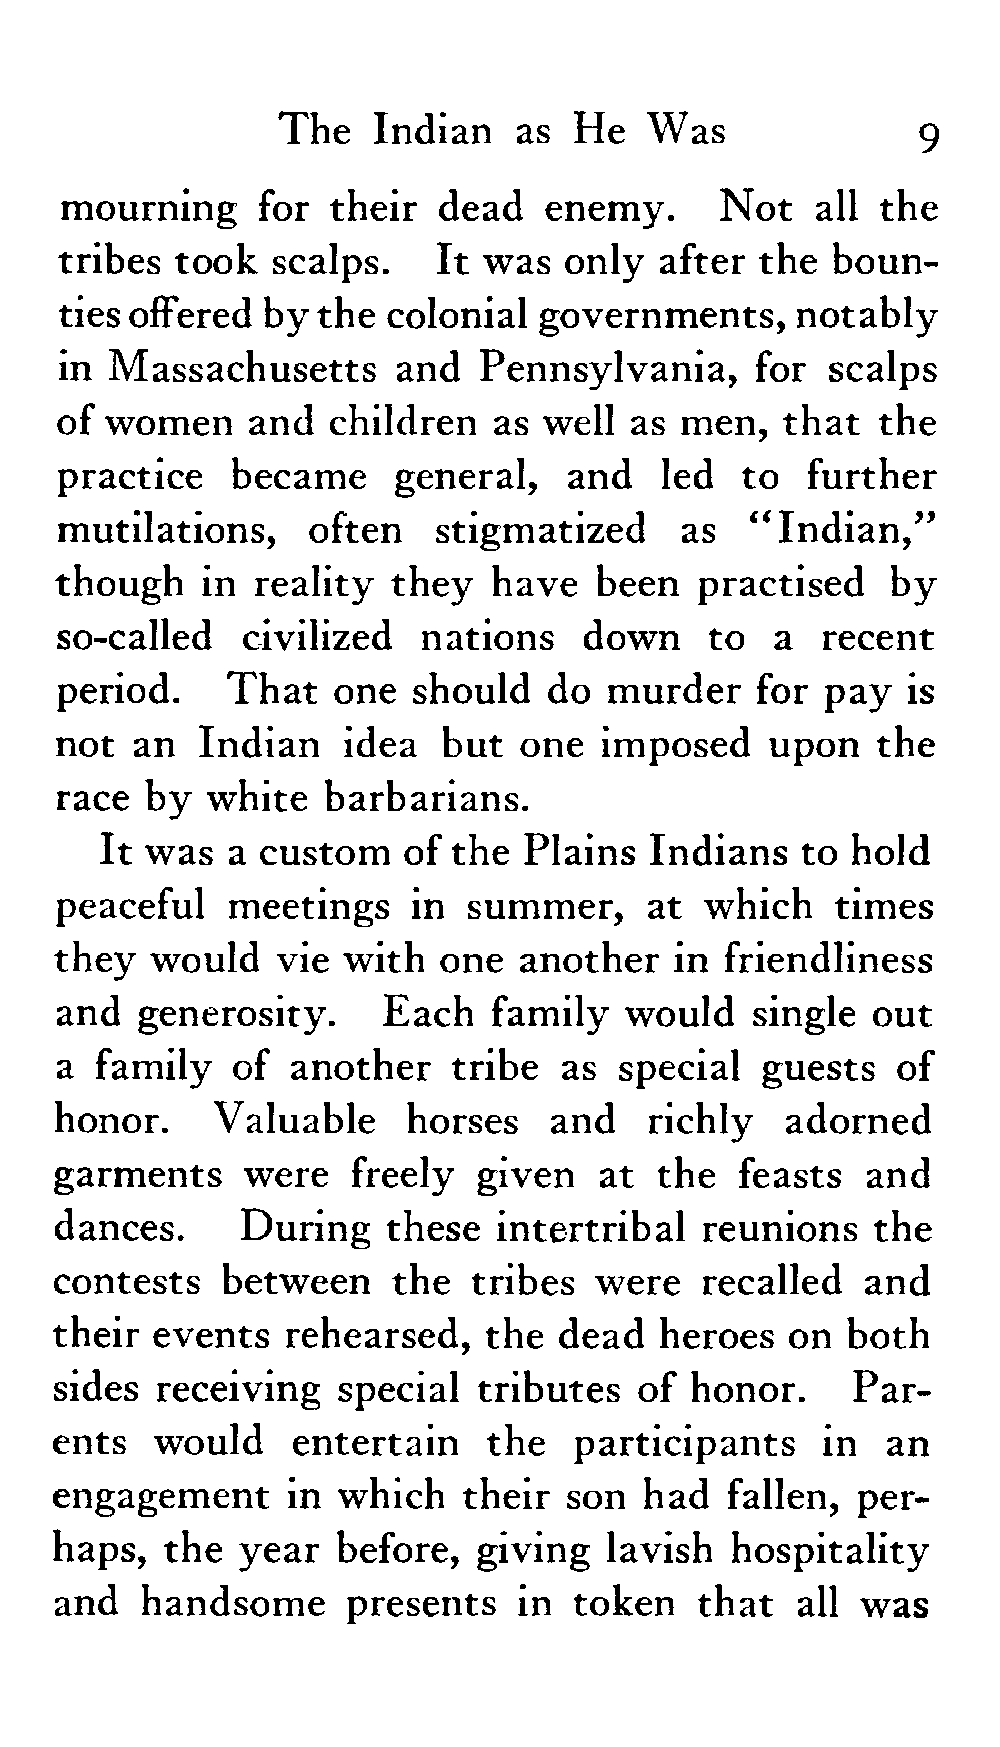 The Indian as He Was 9
mourning for their dead enemy. Not all the
tribes took scalps. It was only after the boun-
ties offered by the colonial governments, notably
in Massachusetts and Pennsylvania, for scalps
of women and children as well as men, that the
practice became general, and led to further
mutilations, often stigmatized as “Indian,”
though in reality they have been practised by
so-called civilized nations down to a recent
period. That one should do murder for pay is
not an Indian idea but one imposed upon the
race by white barbarians.
It was a custom of the Plains Indians to hold
peaceful meetings in summer, at which times
they would vie with one another in friendliness
and generosity. Each family would single out
a family of another tribe as special guests of
honor. Valuable horses and richly adorned
garments were freely given at the feasts and
dances. During these intertribal reunions the
contests between the tribes were recalled and
their events rehearsed, the dead heroes on both
sides receiving special tributes of honor. Par-
ents would entertain the participants in an
engagement in which their son had fallen, per-
haps, the year before, giving lavish hospitality
and handsome presents in token that all was